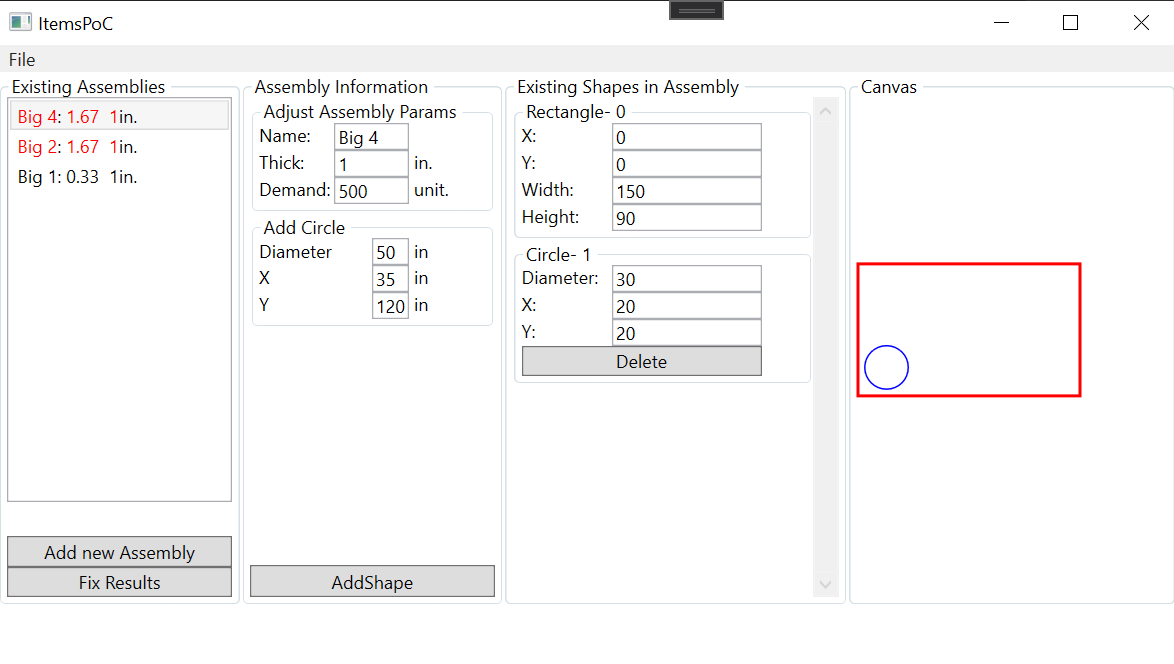 ItemsPoC
File
Existing Assemblies
Big 4: 1.67 1in.
Big 2: 1.67 1in.
Big 1: 0.33 1in.
Add new Assembly
Fix Results
Assembly Information
Adjust Assembly Params
Name: Big 4
Thick: 1 in.
Demand: 500 unit.
Add Circle
Diameter 50 in
X 35 in
Y 120 in
AddShape
Existing Shapes in Assembly
Rectangle- 0
X: 0
Y: 0
Width: 150
Height: 90
Circle- 1
Diameter: 30
X: 20
Y: 20
Delete
Canvas